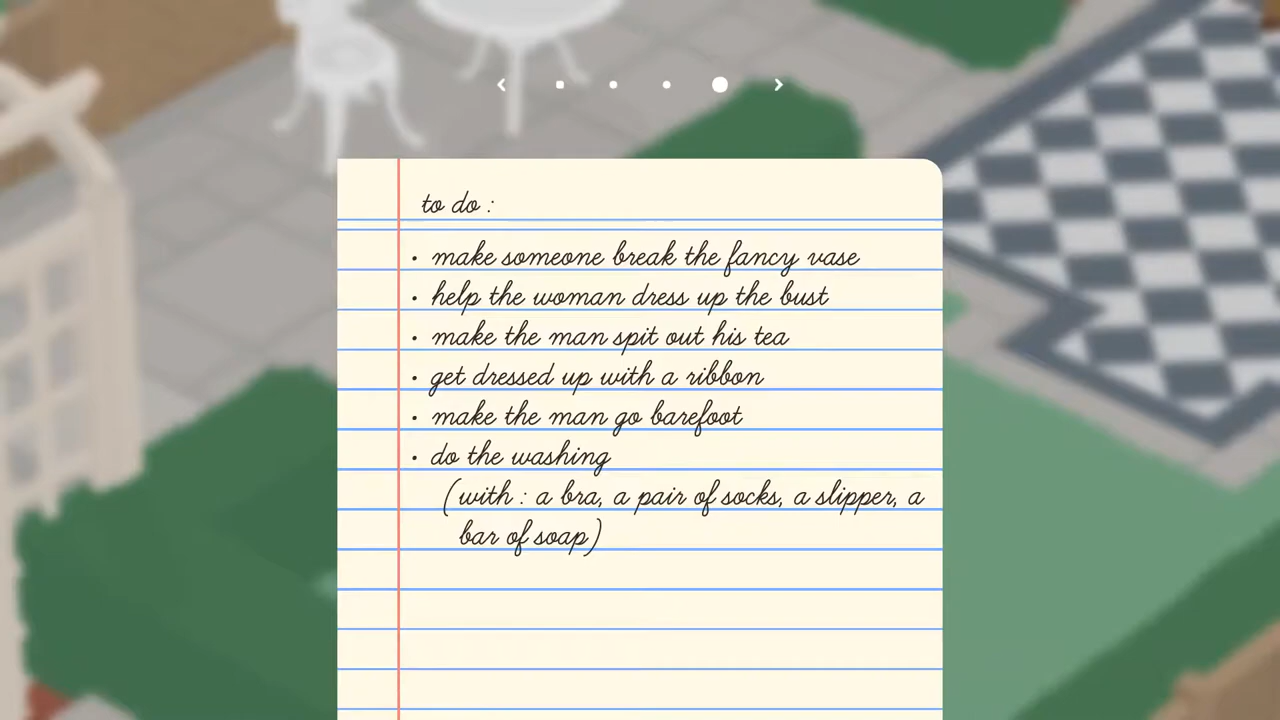 to do :
• make someone break the fancy vase
• help the woman dress up the bust
• make the man spit out his tea
• get dressed up with a ribbon
• make the man go barefoot
• do the washing
(with : a bra, a pair of socks, a slipper, a
bar of soap)